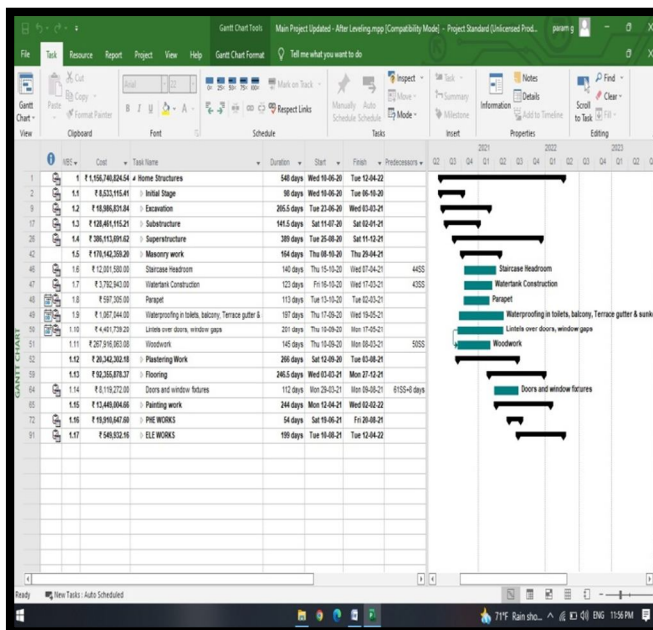 Gantt Chart Tools Main Project Updated - After Leveling.mpp [Compatibility Mode] - Project Standard (Unlicensed Prod... param g
File Task Resource Report Project View Help Gantt Chart Format Tell me what you want to do
Gantt Chart
View
Paste
Cut
Copy
Format Painter
Clipboard
Arial
B I U
Font
Mark on Track
Respect Links
Schedule
Manually Schedule
Auto Schedule
Inspect
Move
Mode
Tasks
Task
Summary
Milestone
Insert
Information
Notes
Details
Add to Timeline
Properties
Scroll to Task
Find
Clear
Fill
Editing
WBS Cost Task Name Duration Start Finish Predecessors
2021 2022 2023
Q2 Q3 Q4 Q1 Q2 Q3 Q4 Q1 Q2 Q3 Q4 Q1 Q2
1 1 ₹ 1,156,740,824.54 Home Structures 548 days Wed 10-06-20 Tue 12-04-22
2 1.1 ₹ 8,533,115.41 Initial Stage 98 days Wed 10-06-20 Tue 06-10-20
9 1.2 ₹ 18,986,831.84 Excavation 205.5 days Tue 23-06-20 Wed 03-03-21
17 1.3 ₹ 128,461,115.21 Substructure 141.5 days Sat 11-07-20 Sat 02-01-21
28 1.4 ₹ 386,113,691.62 Superstructure 389 days Tue 25-08-20 Sat 11-12-21
42 1.5 ₹ 170,142,359.20 Masonry work 164 days Thu 08-10-20 Thu 29-04-21
46 1.6 ₹ 12,001,580.00 Staircase Headroom 140 days Thu 15-10-20 Wed 07-04-21 44SS Staircase Headroom
47 1.7 ₹ 3,792,943.00 Watertank Construction 123 days Fri 16-10-20 Wed 17-03-21 43SS Watertank Construction
48 1.8 ₹ 597,305.00 Parapet 113 days Tue 13-10-20 Tue 02-03-21 Parapet
49 1.9 ₹ 1,067,044.00 Waterproofing in toilets, balcony, Terrace gutter & 197 days Thu 17-09-20 Wed 19-05-21 Waterproofing in toilets, balcony, Terrace gutter & sunk
50 1.10 ₹ 4,401,739.20 Lintels over doors, window gaps 201 days Thu 10-09-20 Mon 17-05-21 Lintels over doors, window gaps
51 1.11 ₹ 267,916,063.08 Woodwork 145 days Thu 10-09-20 Mon 08-03-21 50SS Woodwork
52 1.12 ₹ 20,342,302.18 Plastering Work 266 days Sat 12-09-20 Tue 03-08-21
59 1.13 ₹ 92,355,878.37 Flooring 246.5 days Wed 03-03-21 Mon 27-12-21
64 1.14 ₹ 8,119,272.00 Doors and window fixtures 112 days Mon 29-03-21 Mon 09-08-21 61SS+6 days Doors and window fixtures
65 1.15 ₹ 13,449,004.66 Painting work 244 days Mon 12-04-21 Wed 02-02-22
72 1.16 ₹ 19,910,647.60 PHE WORKS 54 days Sat 19-06-21 Fri 20-08-21
91 1.17 ₹ 549,932.16 ELE WORKS 199 days Tue 10-08-21 Tue 12-04-22
GANTT CHART
Ready New Tasks : Auto Scheduled
71°F Rain sho... ENG 11:56 PM